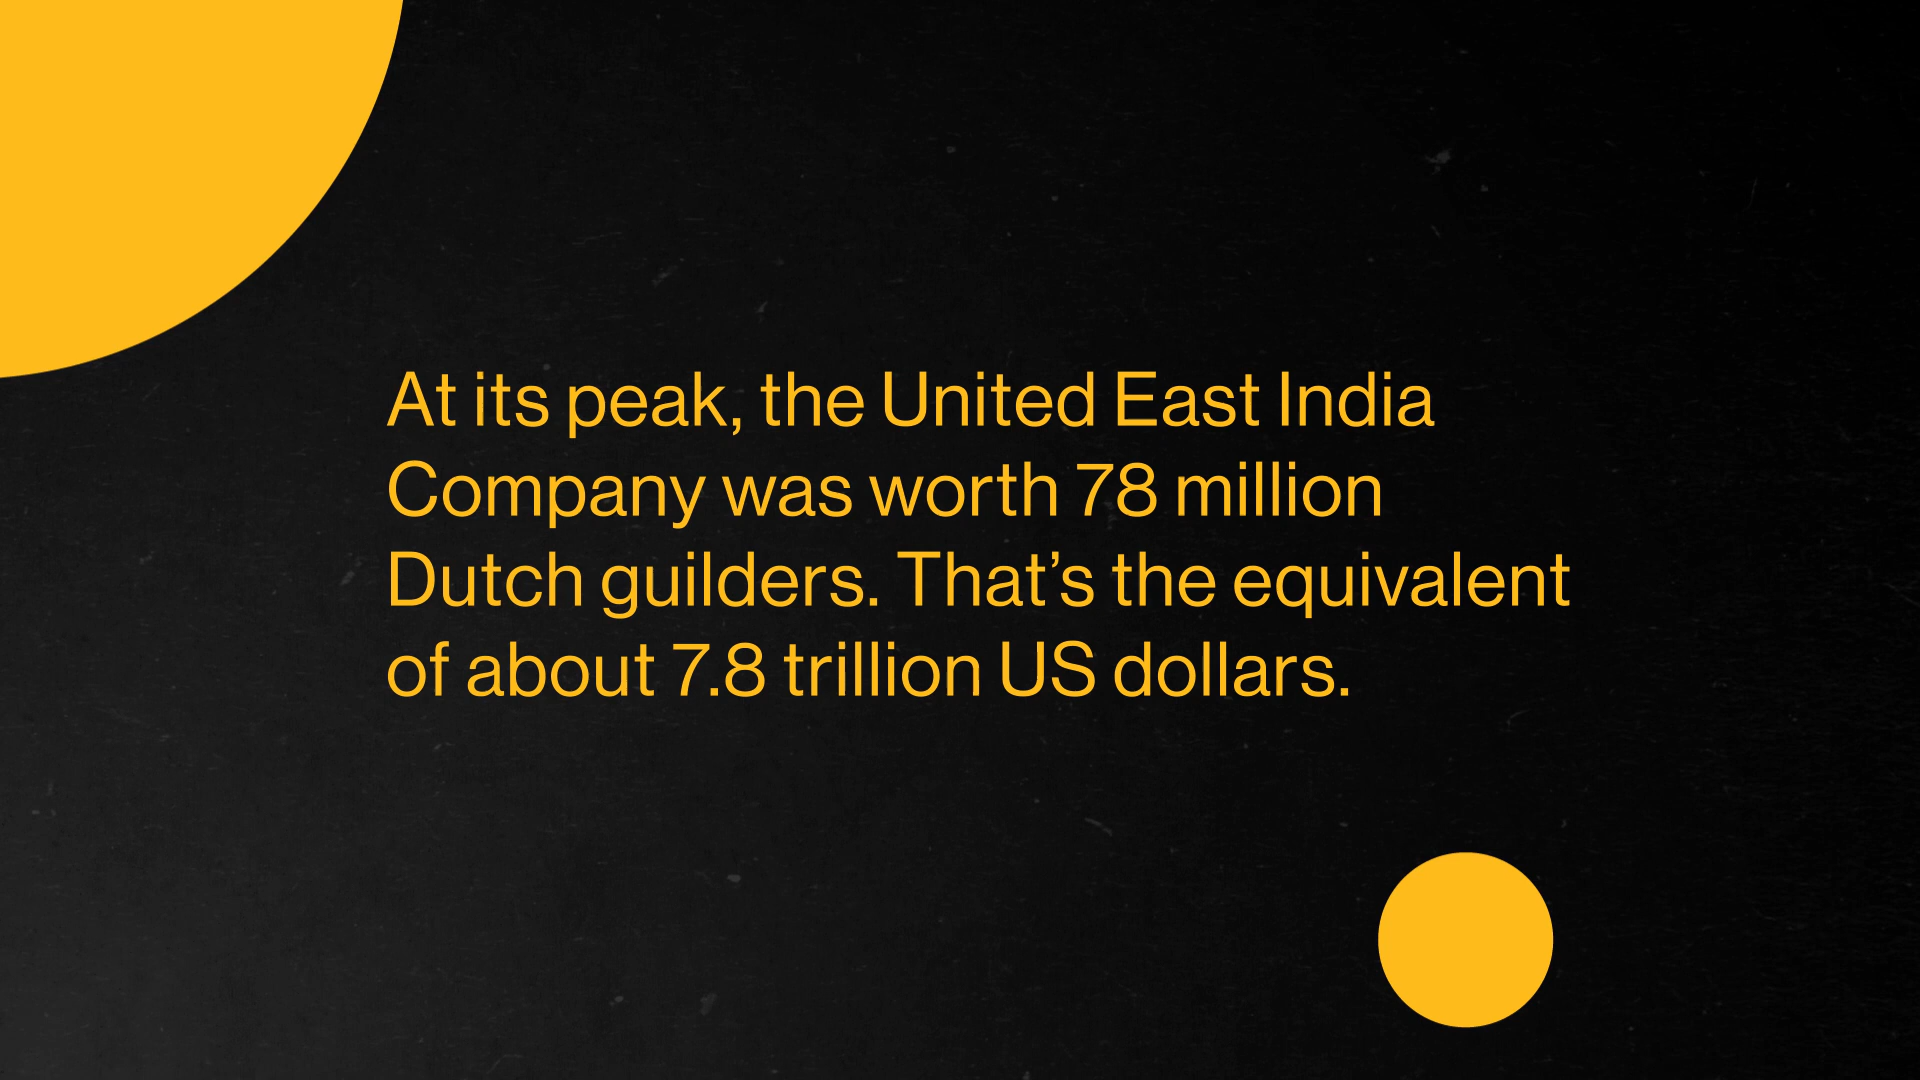 At its peak, the United East India
Company was worth 78 million
Dutch guilders. That’s the equivalent
of about 7.8 trillion US dollars.